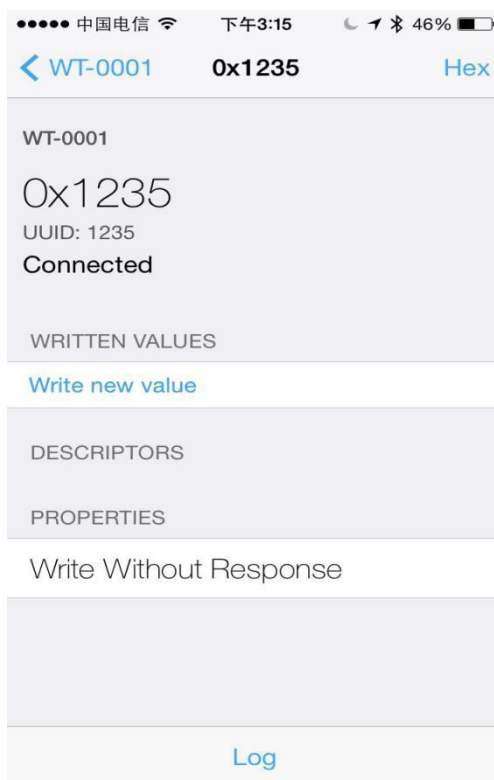 中国电信 下午3:15 46%
WT-0001 0x1235 Hex
WT-0001
0x1235
UUID: 1235
Connected
WRITTEN VALUES
Write new value
DESCRIPTORS
PROPERTIES
Write Without Response
Log